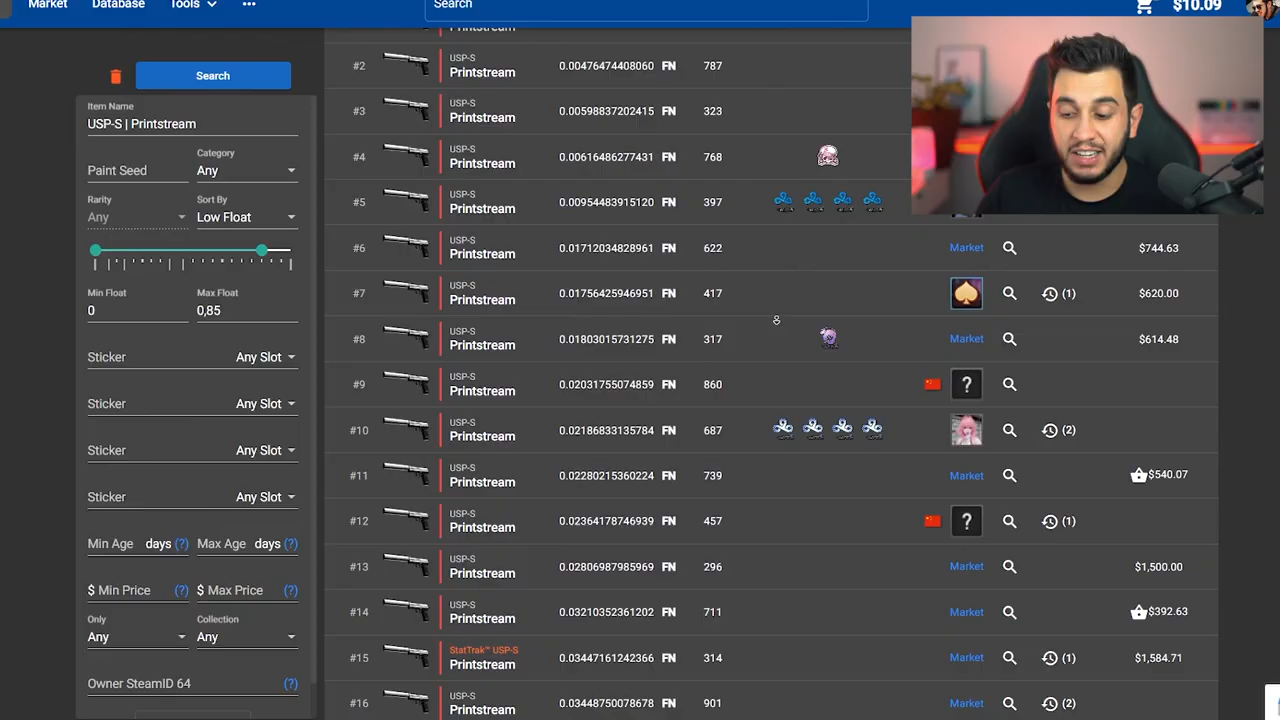 Market Database Tools ... Search $10.09
Search
Item Name
USP-S | Printstream
Paint Seed
Category
Any
Rarity
Any
Sort By
Low Float
Min Float
0
Max Float
0,85
Sticker Any Slot
Sticker Any Slot
Sticker Any Slot
Sticker Any Slot
Min Age days (?) Max Age days (?)
$ Min Price (?) $ Max Price (?)
Only
Any
Collection
Any
Owner SteamID 64 (?)
#2 USP-S
Printstream 0.00476474408060 FN 787
#3 USP-S
Printstream 0.00598837202415 FN 323
#4 USP-S
Printstream 0.00616486277431 FN 768
#5 USP-S
Printstream 0.00954483915120 FN 397
#6 USP-S
Printstream 0.01712034828961 FN 622 Market $744.63
#7 USP-S
Printstream 0.01756425946951 FN 417 (1) $620.00
#8 USP-S
Printstream 0.01803015731275 FN 317 Market $614.48
#9 USP-S
Printstream 0.02031755074859 FN 860 ?
#10 USP-S
Printstream 0.02186833135784 FN 687 (2)
#11 USP-S
Printstream 0.02280215360224 FN 739 Market $540.07
#12 USP-S
Printstream 0.02364178746939 FN 457 ? (1)
#13 USP-S
Printstream 0.02806987985969 FN 296 Market $1,500.00
#14 USP-S
Printstream 0.03210352361202 FN 711 Market $392.63
#15 StatTrak™ USP-S
Printstream 0.03447161242366 FN 314 Market (1) $1,584.71
#16 USP-S
Printstream 0.03448750078678 FN 901 Market (2)